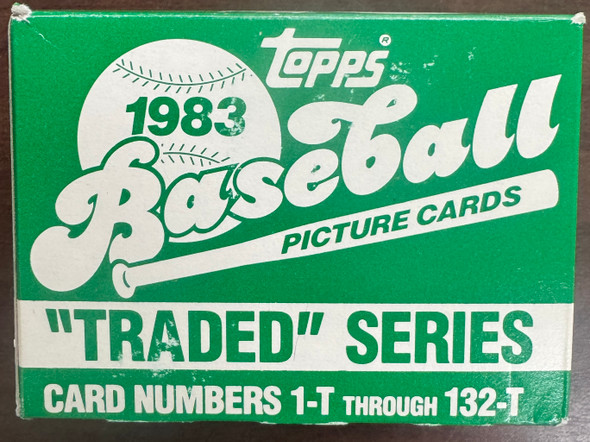 topps®
1983
Baseball
PICTURE CARDS
"TRADED" SERIES
CARD NUMBERS 1-T THROUGH 132-T